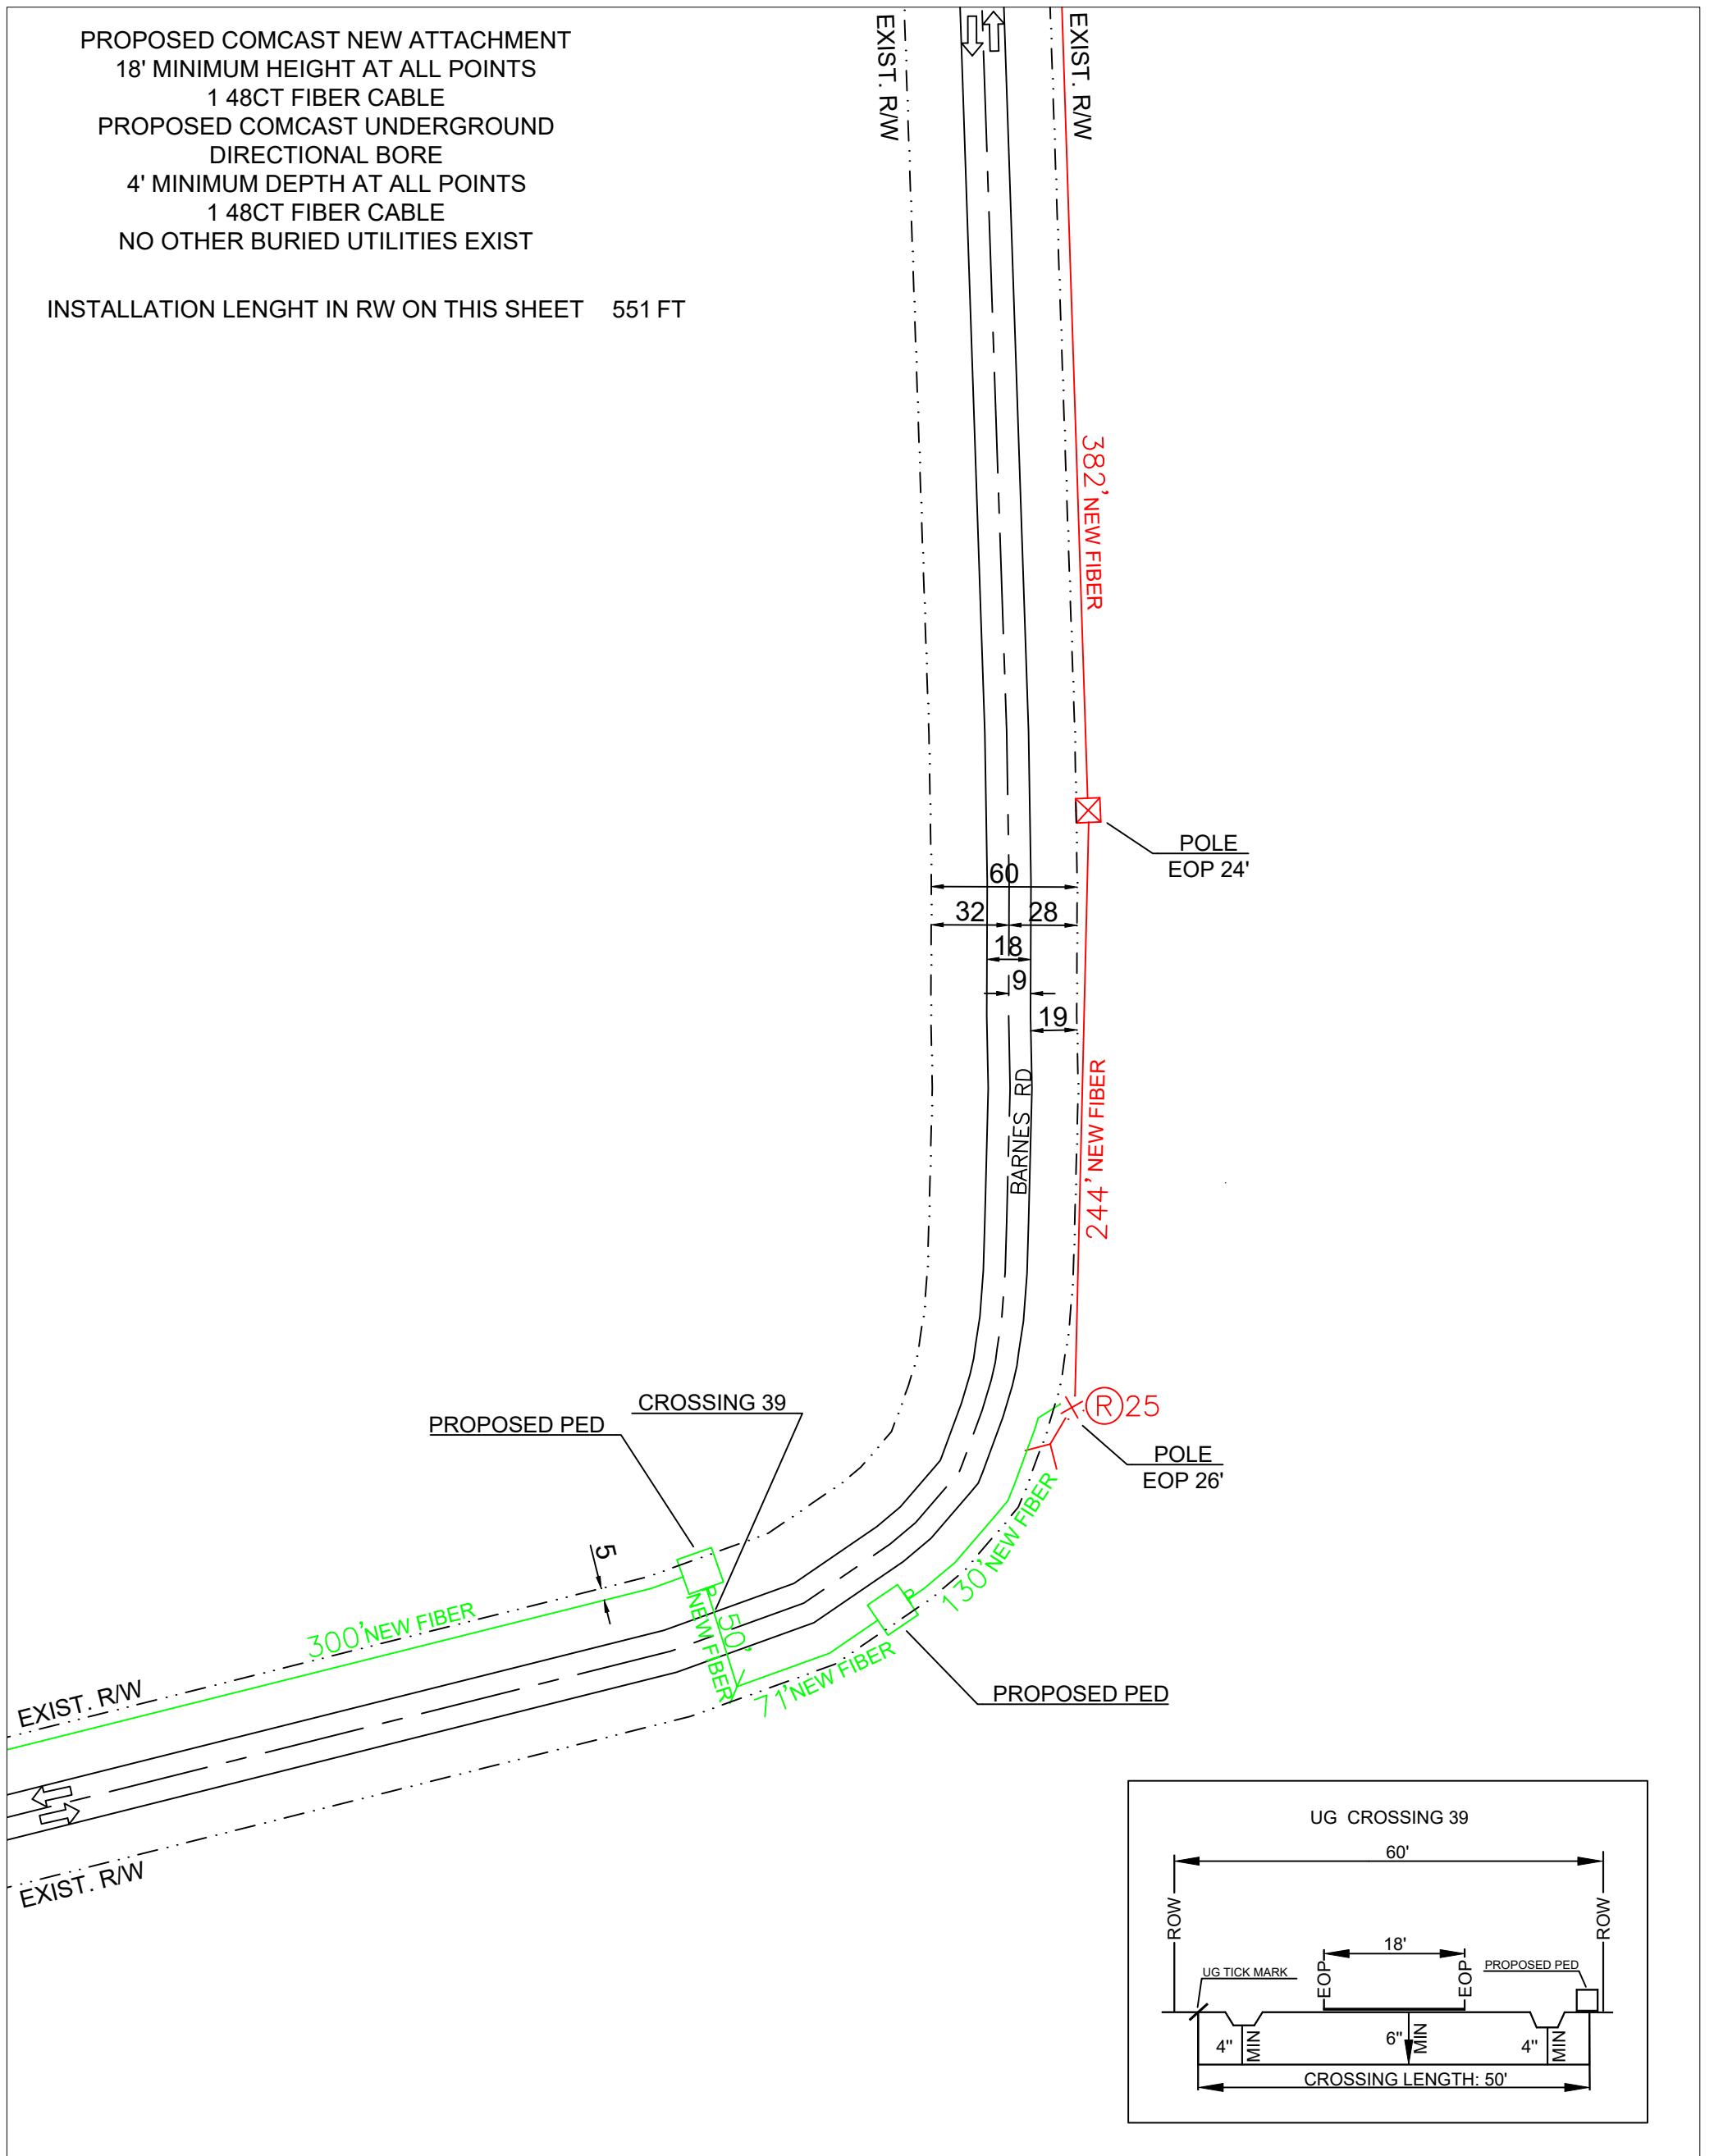 PROPOSED COMCAST NEW ATTACHMENT
18' MINIMUM HEIGHT AT ALL POINTS
1 48CT FIBER CABLE
PROPOSED COMCAST UNDERGROUND
DIRECTIONAL BORE
4' MINIMUM DEPTH AT ALL POINTS
1 48CT FIBER CABLE
NO OTHER BURIED UTILITIES EXIST
INSTALLATION LENGHT IN RW ON THIS SHEET 551 FT
EXIST. R/W
EXIST. R/W
382' NEW FIBER
POLE
EOP 24'
60
32
28
18
9
19
BARNES RD
244' NEW FIBER
R 25
POLE
EOP 26'
CROSSING 39
PROPOSED PED
5
130' NEW FIBER
P
P
50'
NEW FIBER
300' NEW FIBER
71' NEW FIBER
PROPOSED PED
EXIST. R/W
EXIST. R/W
UG CROSSING 39
60'
ROW
ROW
18'
UG TICK MARK
EOP
EOP
PROPOSED PED
4"
MIN
6"
MIN
4"
MIN
CROSSING LENGTH: 50'